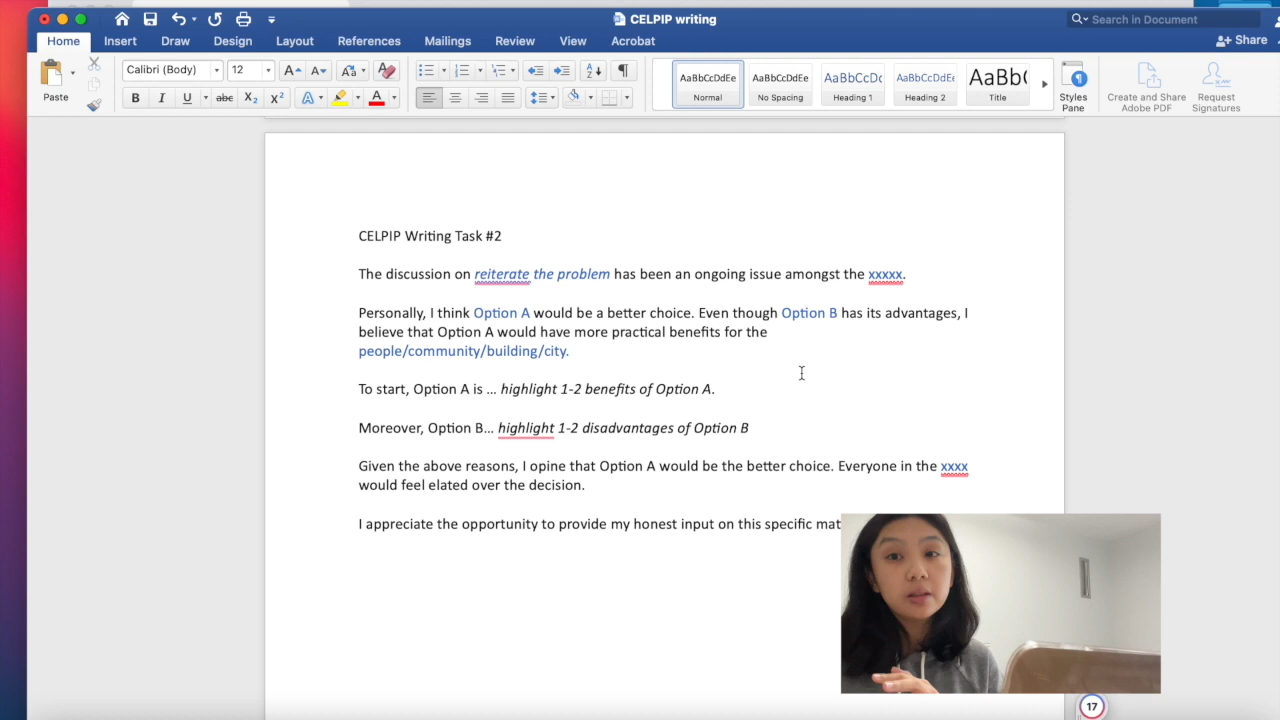 CELPIP writing
Search in Document
Home Insert Draw Design Layout References Mailings Review View Acrobat
Share
Paste
Calibri (Body) 12
AaBbCcDdEe AaBbCcDdEe AaBbCcDc AaBbCcDdEe AaBb(
Normal No Spacing Heading 1 Heading 2 Title
Styles Pane
Create and Share Adobe PDF
Request Signatures
CELPIP Writing Task #2
The discussion on reiterate the problem has been an ongoing issue amongst the xxxxx.
Personally, I think Option A would be a better choice. Even though Option B has its advantages, I
believe that Option A would have more practical benefits for the
people/community/building/city.
To start, Option A is … highlight 1-2 benefits of Option A.
Moreover, Option B… highlight 1-2 disadvantages of Option B
Given the above reasons, I opine that Option A would be the better choice. Everyone in the xxxx
would feel elated over the decision.
I appreciate the opportunity to provide my honest input on this specific mat
17